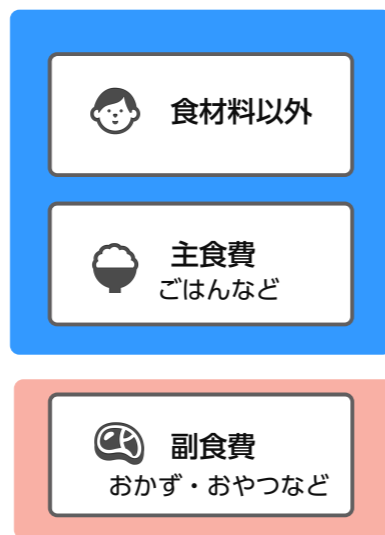 食材料以外
主食費
ごはんなど
副食費
おかず・おやつなど